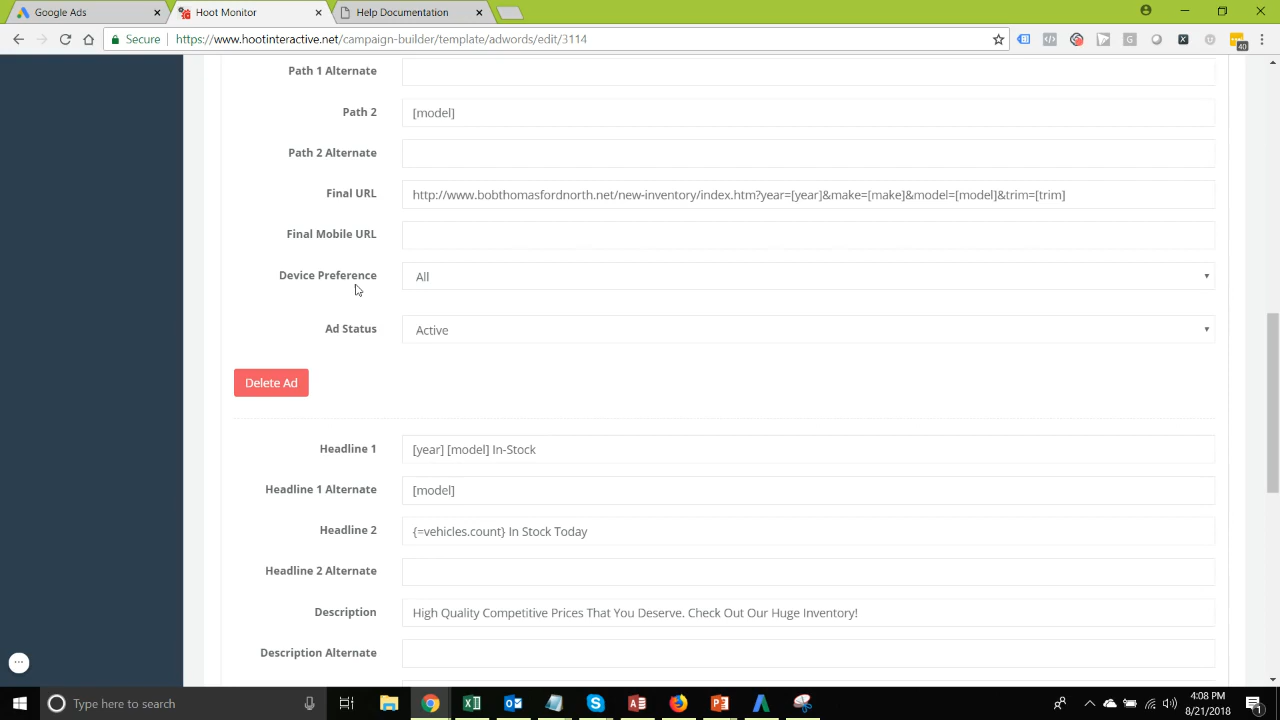 Google Ads
Hoot Monitor
Help Documentation
Secure
https://www.hootinteractive.net/campaign-builder/template/adwords/edit/3114
40
Path 1 Alternate
Path 2
[model]
Path 2 Alternate
Final URL
http://www.bobthomasfordnorth.net/new-inventory/index.htm?year=[year]&make=[make]&model=[model]&trim=[trim]
Final Mobile URL
Device Preference
All
Ad Status
Active
Delete Ad
Headline 1
[year] [model] In-Stock
Headline 1 Alternate
[model]
Headline 2
{=vehicles.count} In Stock Today
Headline 2 Alternate
Description
High Quality Competitive Prices That You Deserve. Check Out Our Huge Inventory!
Description Alternate
Type here to search
4:08 PM
8/21/2018